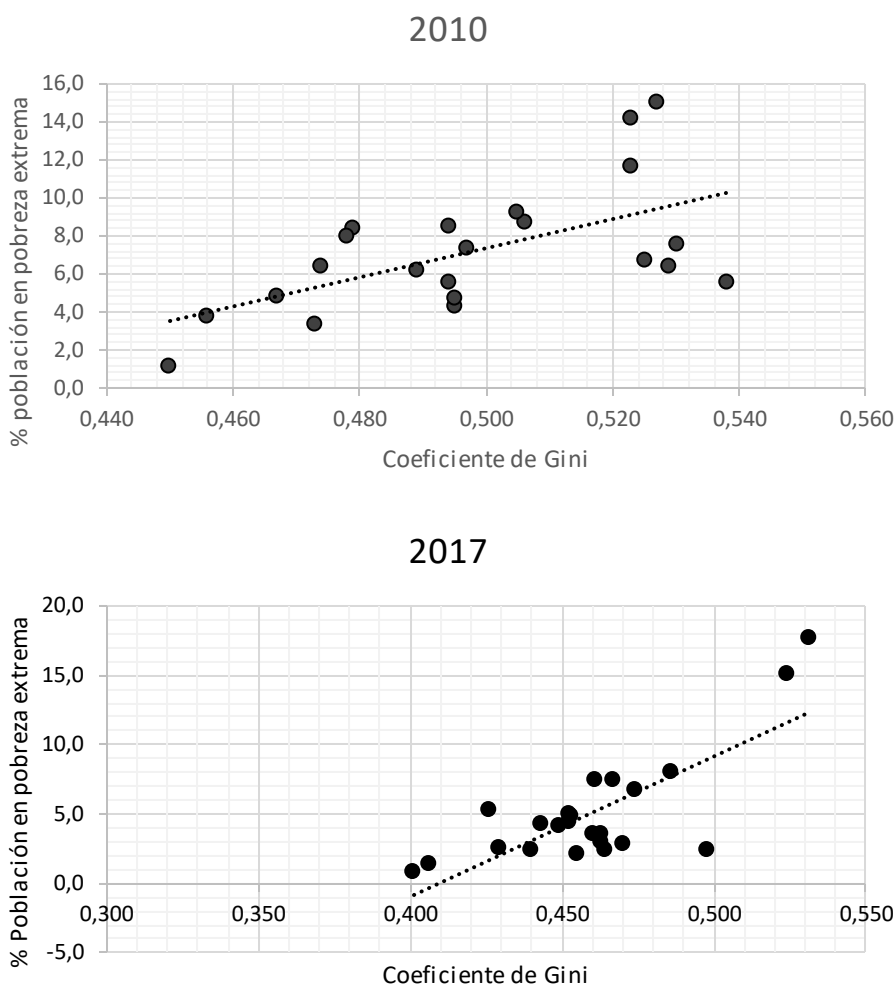 2010
% población en pobreza extrema
16,0
14,0
12,0
10,0
8,0
6,0
4,0
2,0
0,0
0,440 0,460 0,480 0,500 0,520 0,540 0,560
Coeficiente de Gini
2017
% Población en pobreza extrema
20,0
15,0
10,0
5,0
0,0
0,300 0,350 0,400 0,450 0,500 0,550
-5,0
Coeficiente de Gini